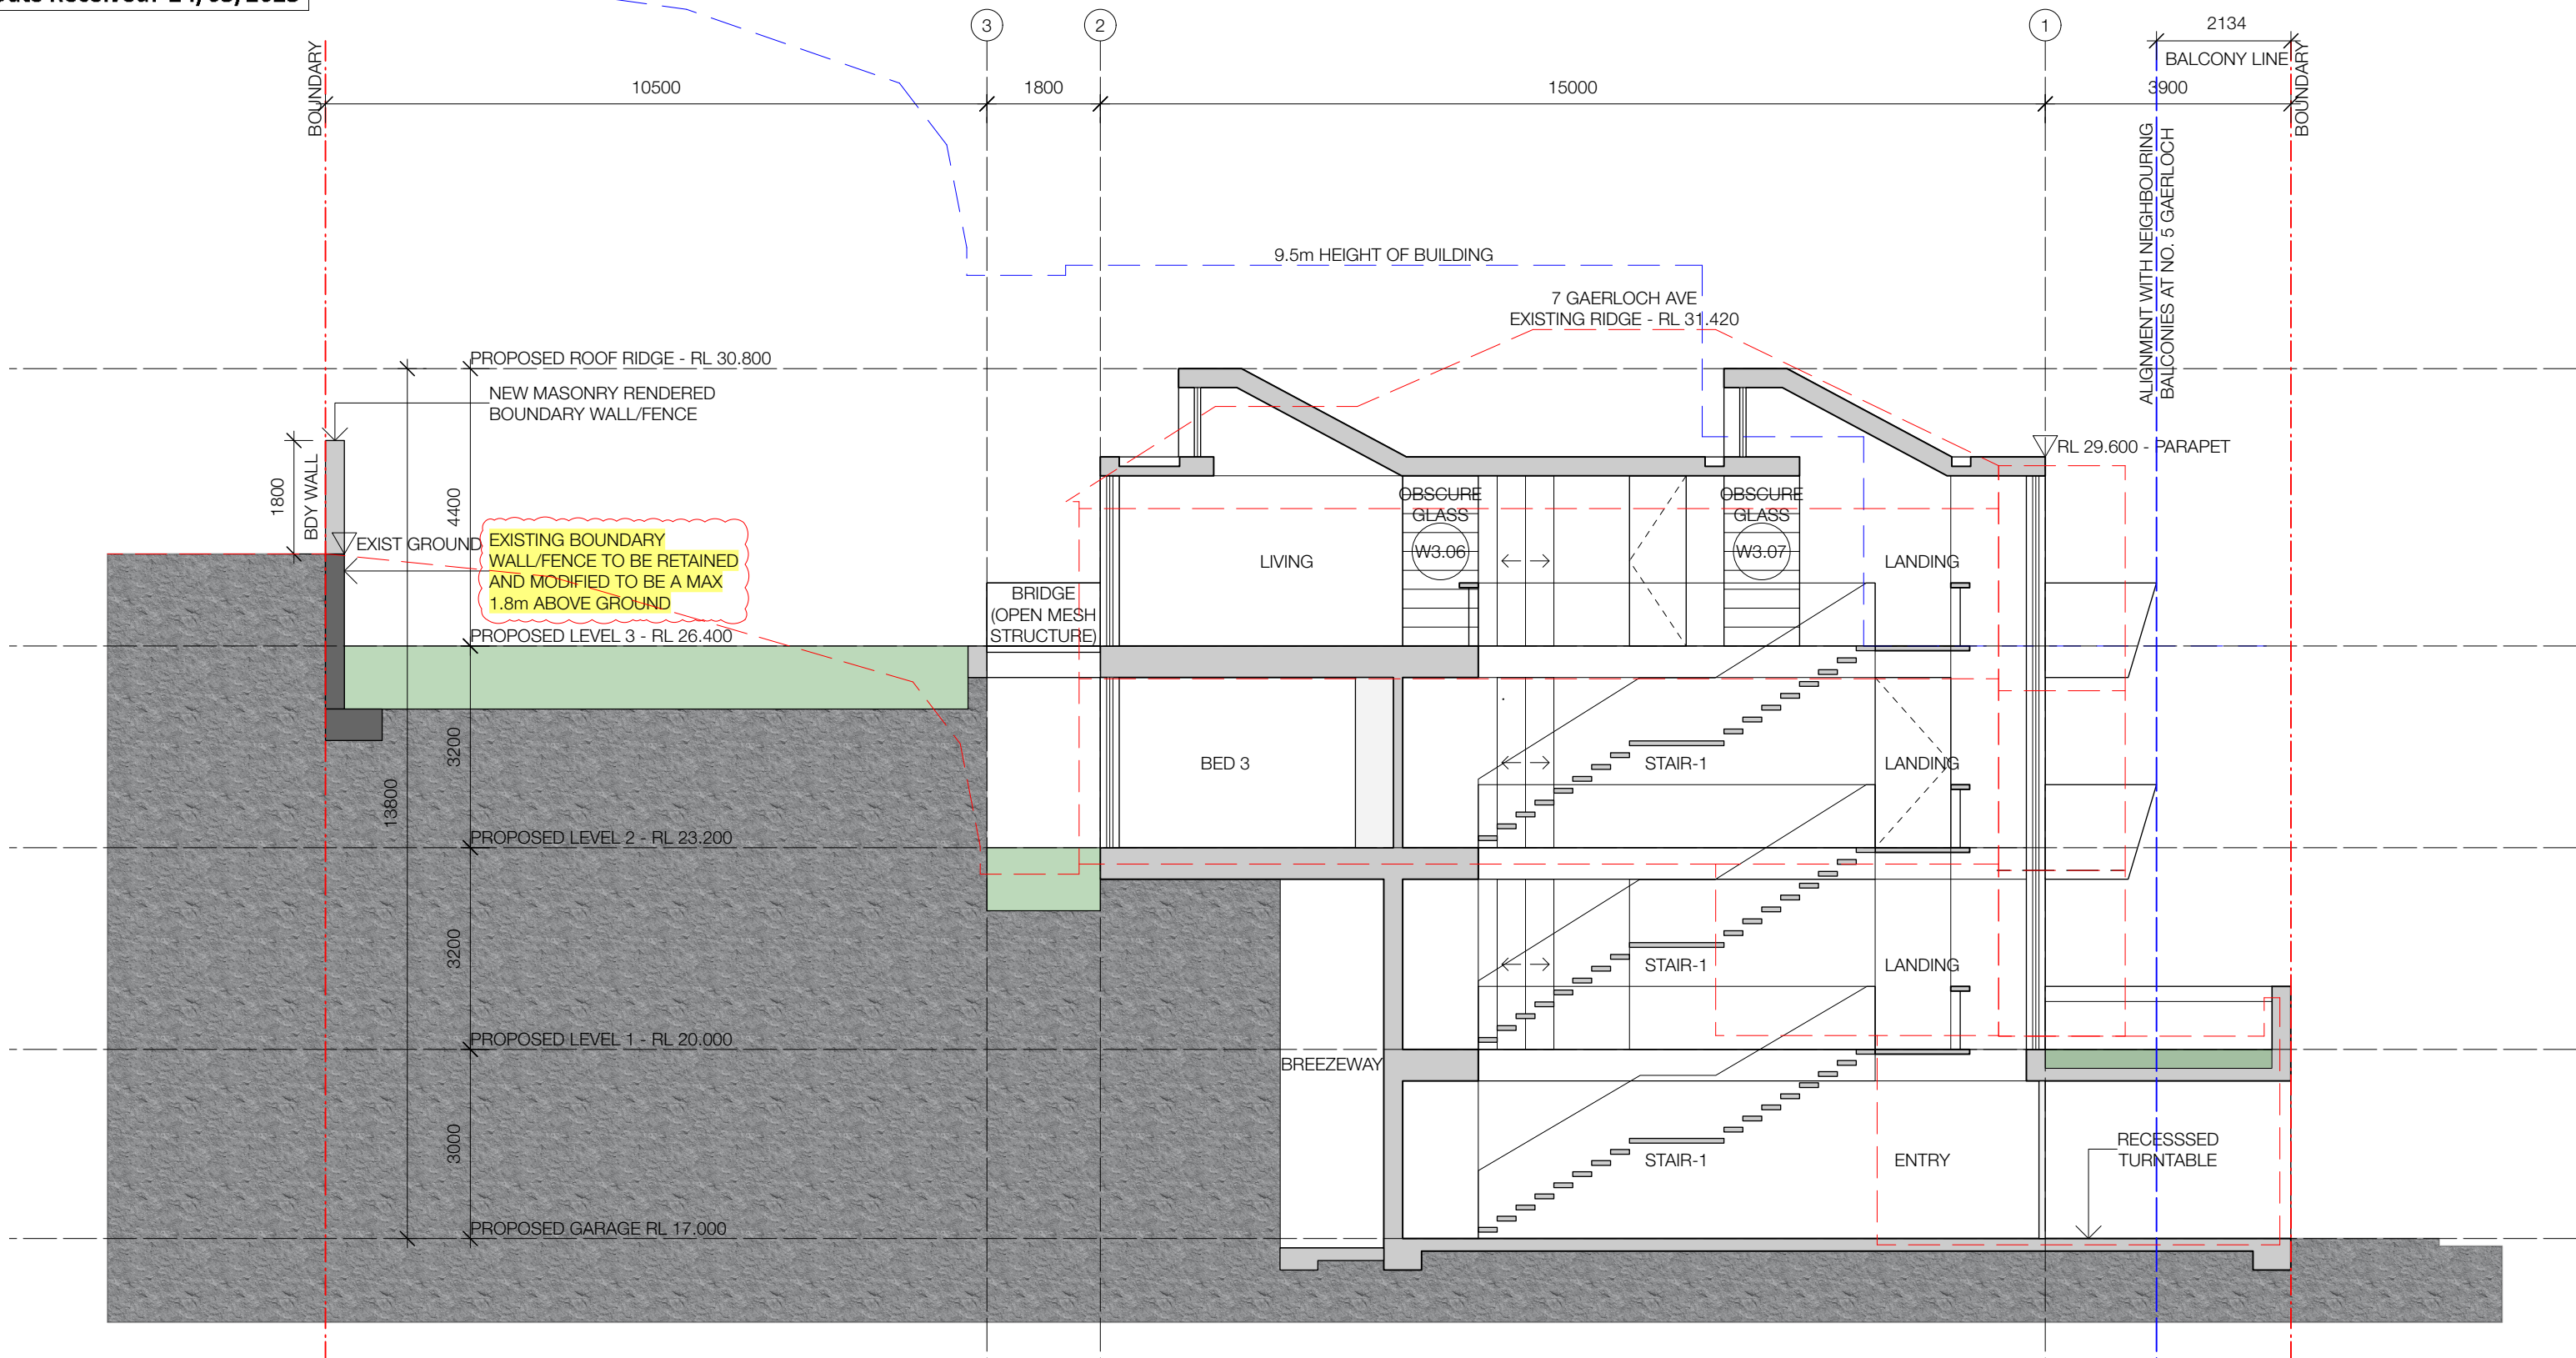 3
2
1
2134
BALCONY LINE
BOUNDARY
10500
1800
15000
3900
BOUNDARY
ALIGNMENT WITH NEIGHBOURING
BALCONIES AT NO. 5 GAERLOCH
9.5m HEIGHT OF BUILDING
7 GAERLOCH AVE
EXISTING RIDGE - RL 31.420
PROPOSED ROOF RIDGE - RL 30.800
NEW MASONRY RENDERED
BOUNDARY WALL/FENCE
RL 29.600 - PARAPET
1800
BDY WALL
4400
EXIST GROUND
EXISTING BOUNDARY
WALL/FENCE TO BE RETAINED
AND MODIFIED TO BE A MAX
1.8m ABOVE GROUND
OBSCURE
GLASS
W3.06
OBSCURE
GLASS
W3.07
LIVING
LANDING
BRIDGE
(OPEN MESH
STRUCTURE)
PROPOSED LEVEL 3 - RL 26.400
3200
13800
BED 3
STAIR-1
LANDING
PROPOSED LEVEL 2 - RL 23.200
3200
STAIR-1
LANDING
PROPOSED LEVEL 1 - RL 20.000
BREEZEWAY
3000
STAIR-1
ENTRY
RECESSSED
TURNTABLE
PROPOSED GARAGE RL 17.000